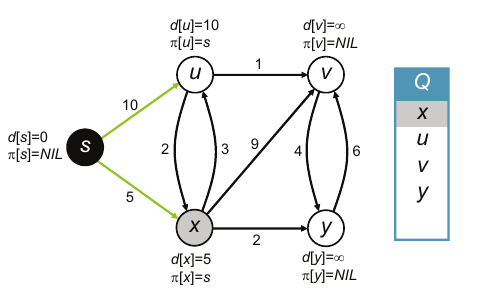 d[u]=10
π[u]=s
d[v]=∞
π[v]=NIL
u
1
v
Q
10
x
d[s]=0
π[s]=NIL
s
2
3
9
4
6
u
v
y
5
x
2
y
d[x]=5
π[x]=s
d[y]=∞
π[y]=NIL